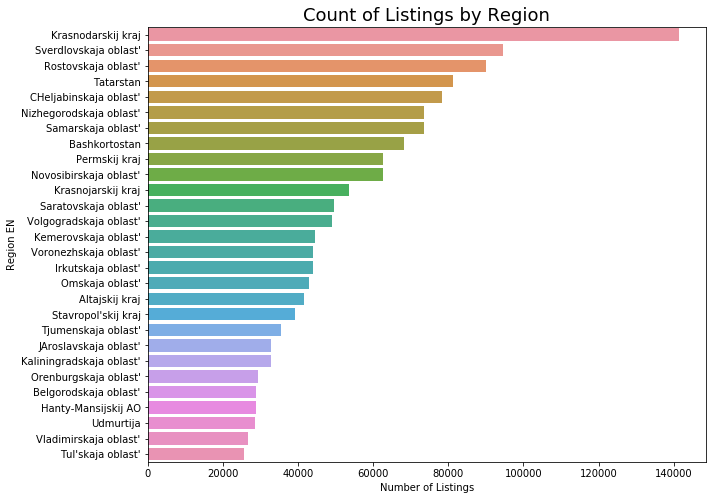 Count of Listings by Region
Krasnodarskij kraj
Sverdlovskaja oblast'
Rostovskaja oblast'
Tatarstan
CHeljabinskaja oblast'
Nizhegorodskaja oblast'
Samarskaja oblast'
Bashkortostan
Permskij kraj
Novosibirskaja oblast'
Krasnojarskij kraj
Saratovskaja oblast'
Volgogradskaja oblast'
Kemerovskaja oblast'
Voronezhskaja oblast'
Irkutskaja oblast'
Omskaja oblast'
Altajskij kraj
Stavropol'skij kraj
Tjumenskaja oblast'
JAroslavskaja oblast'
Kaliningradskaja oblast'
Orenburgskaja oblast'
Belgorodskaja oblast'
Hanty-Mansijskij AO
Udmurtija
Vladimirskaja oblast'
Tul'skaja oblast'
Region EN
0 20000 40000 60000 80000 100000 120000 140000
Number of Listings